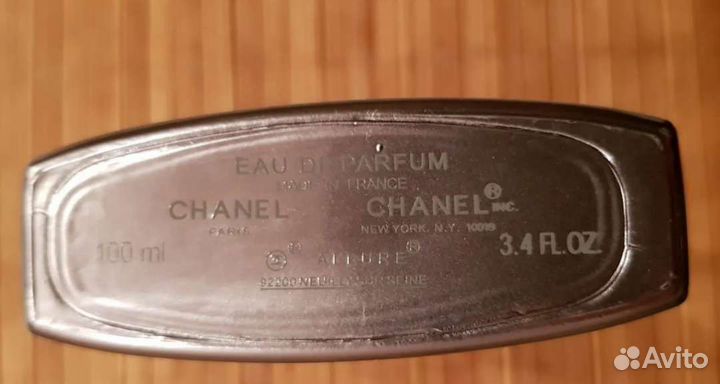 EAU DE PARFUM
MADE IN FRANCE
CHANEL CHANEL® INC.
PARIS NEW YORK. N.Y. 10019
100 ml 3.4 FL.OZ
ALLURE®
92200 NEUILLY SUR SEINE
Avito